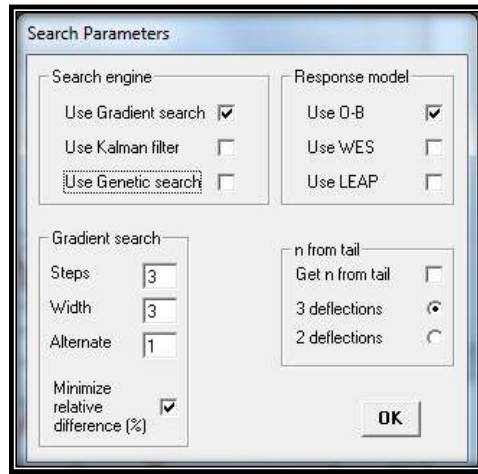 Search Parameters
Search engine
Use Gradient search
Use Kalman filter
Use Genetic search
Response model
Use O-B
Use WES
Use LEAP
Gradient search
Steps 3
Width 3
Alternate 1
Minimize
relative
difference (%)
n from tail
Get n from tail
3 deflections
2 deflections
OK